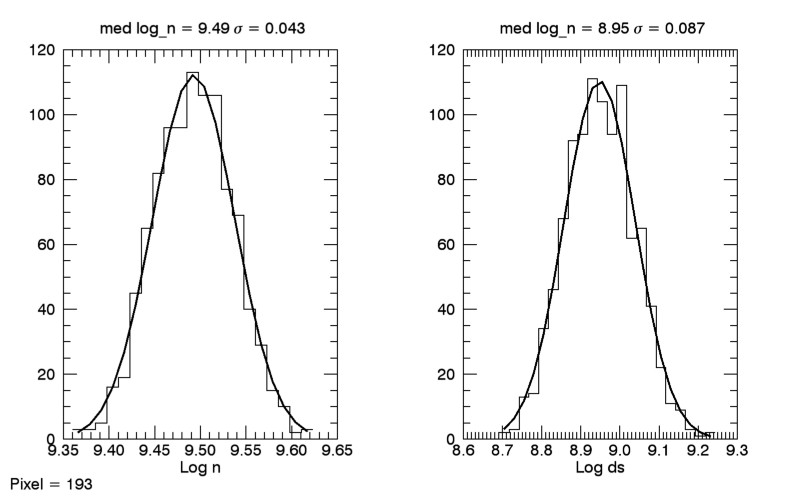 med log_n = 9.49 σ = 0.043
120
100
80
60
40
20
0
9.35 9.40 9.45 9.50 9.55 9.60 9.65
Log n
med log_n = 8.95 σ = 0.087
120
100
80
60
40
20
0
8.6 8.7 8.8 8.9 9.0 9.1 9.2 9.3
Log ds
Pixel = 193